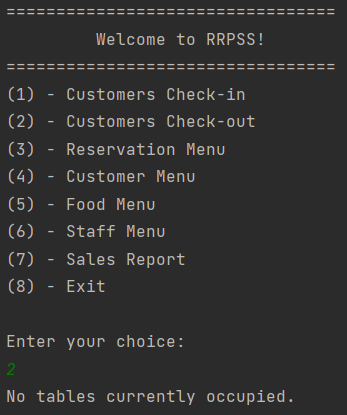 =================================
Welcome to RRPSS!
=================================
(1) - Customers Check-in
(2) - Customers Check-out
(3) - Reservation Menu
(4) - Customer Menu
(5) - Food Menu
(6) - Staff Menu
(7) - Sales Report
(8) - Exit
Enter your choice:
2
No tables currently occupied.